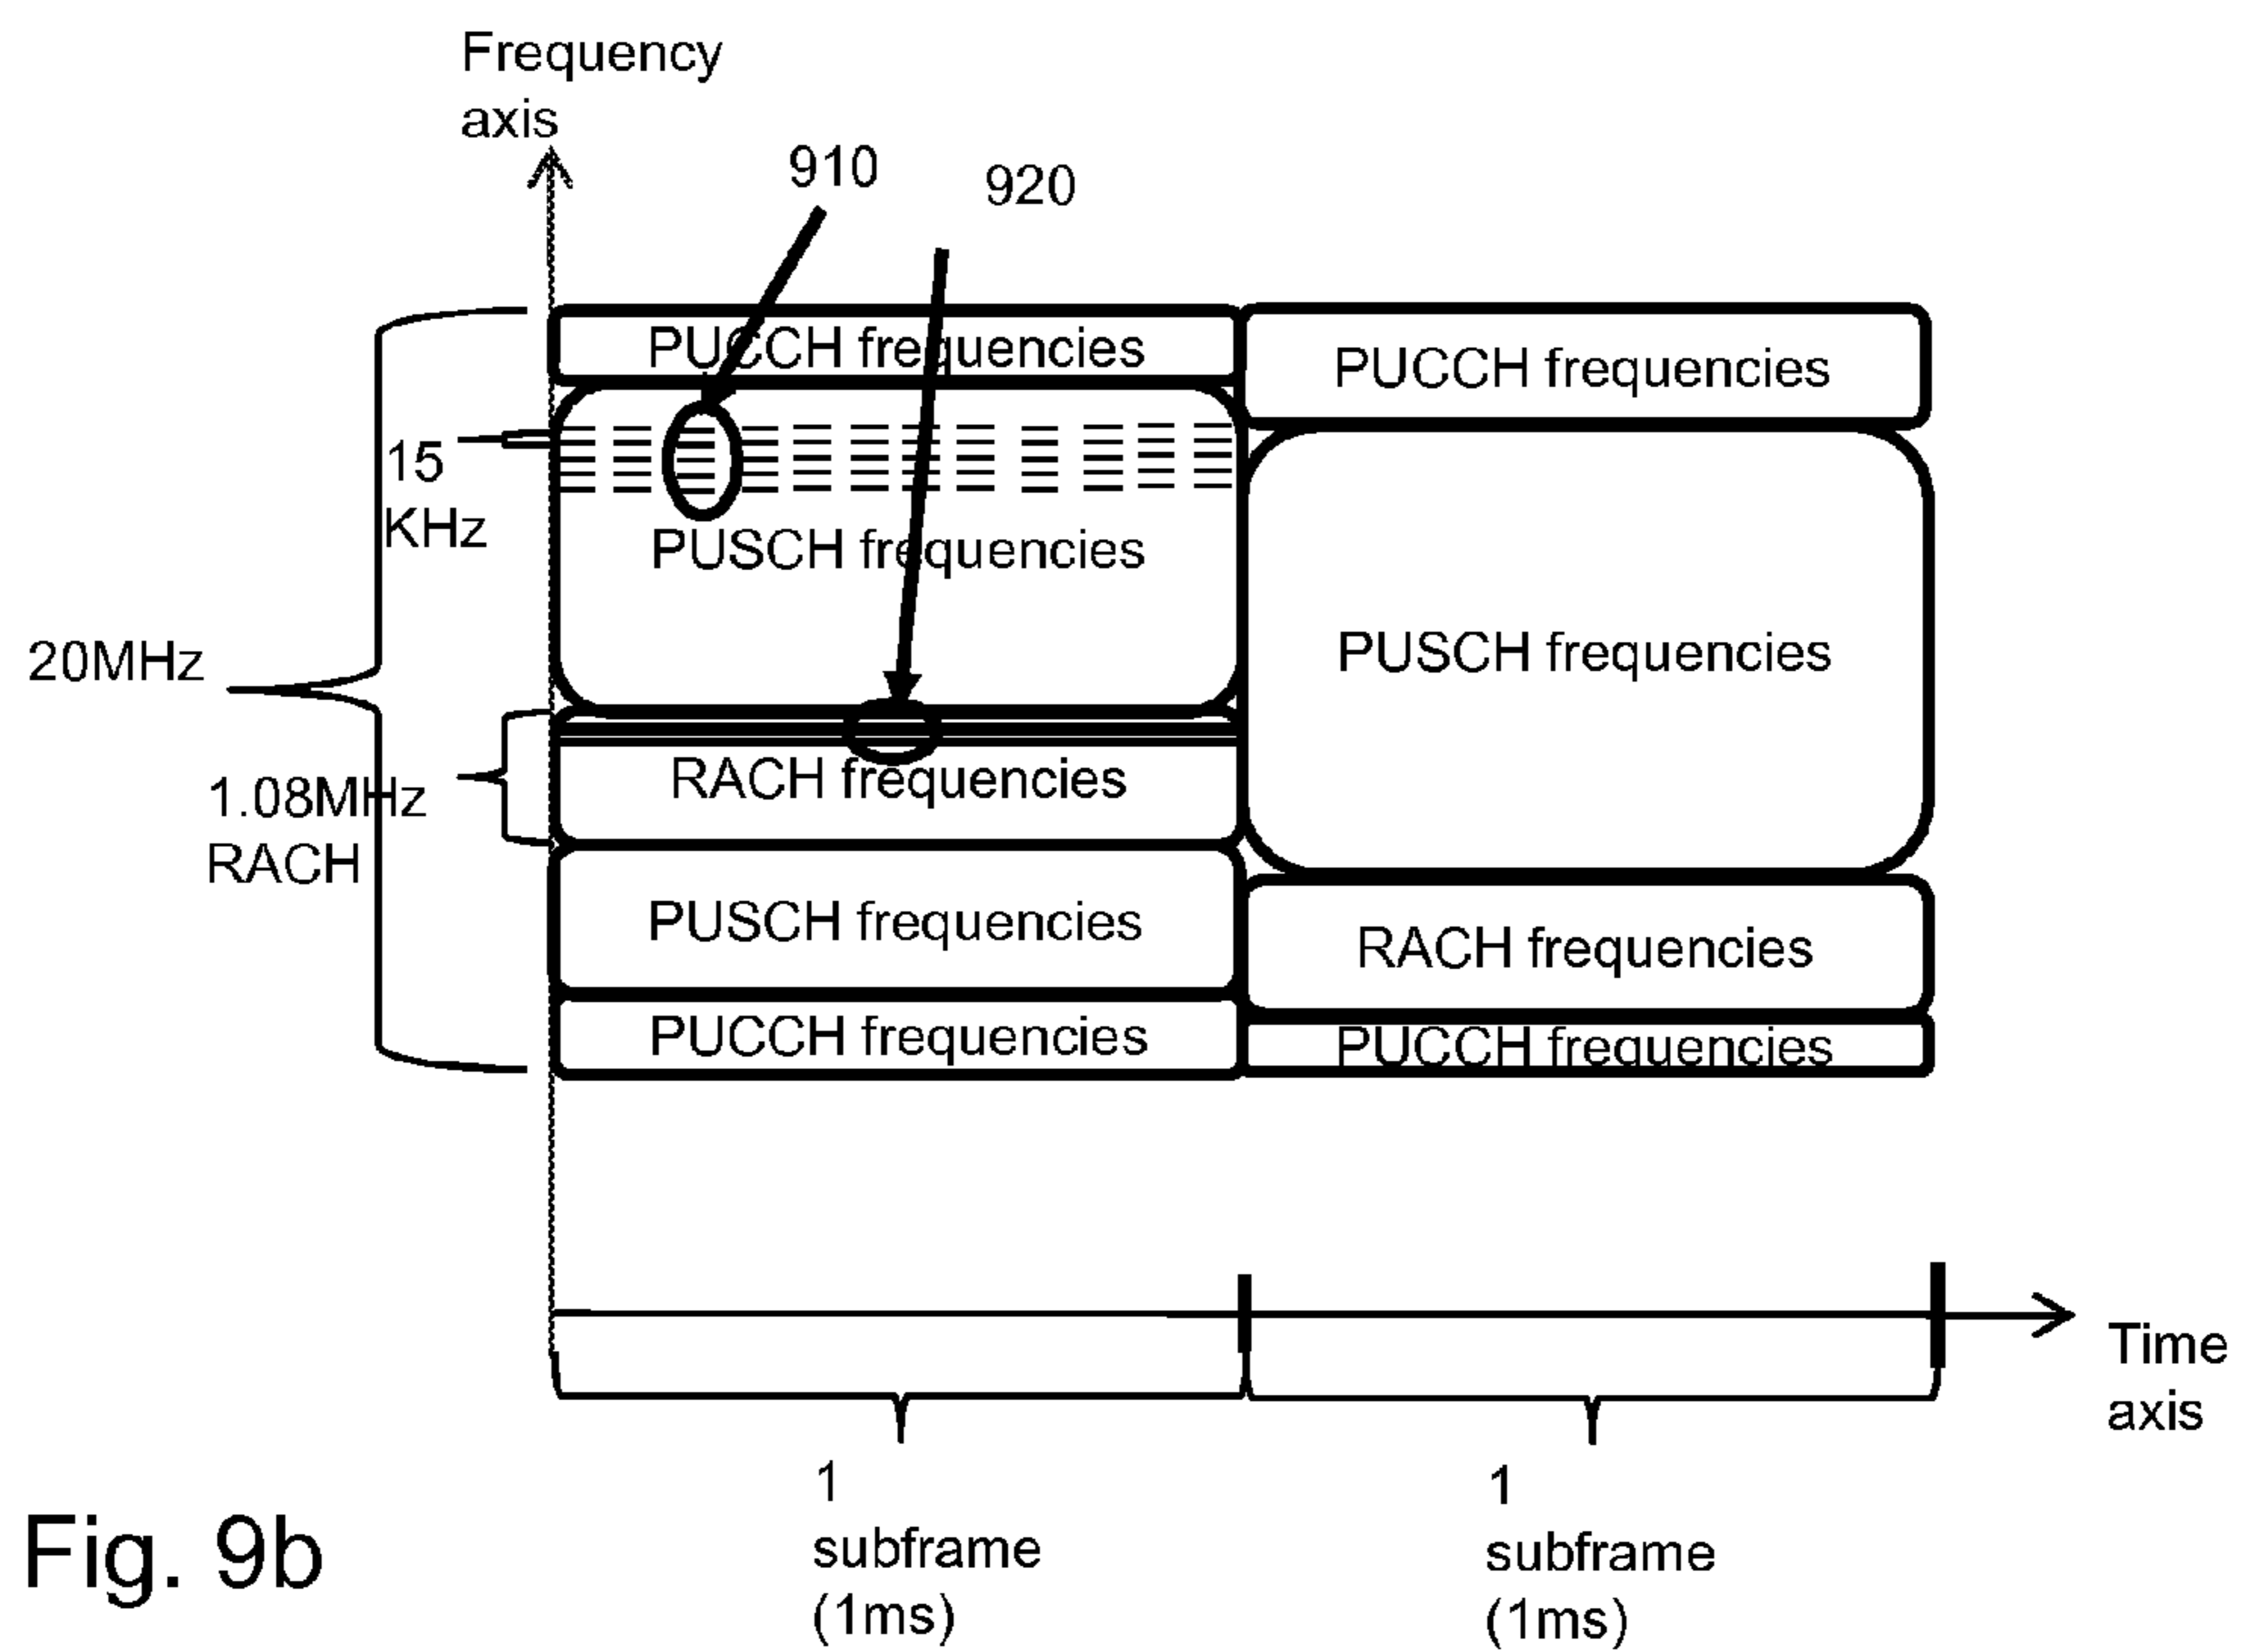 Frequency
axis
910
920
PUCCH frequencies
PUCCH frequencies
15
KHz
PUSCH frequencies
20MHz
PUSCH frequencies
1.08MHz
RACH
RACH frequencies
PUSCH frequencies
RACH frequencies
PUCCH frequencies
PUCCH frequencies
Time
axis
1
subframe
(1ms)
1
subframe
(1ms)
Fig. 9b